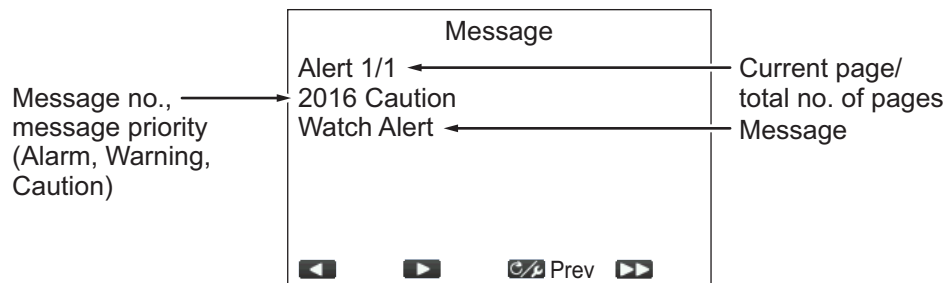 Message
Alert 1/1
2016 Caution
Watch Alert
Prev
Message no.,
message priority
(Alarm, Warning,
Caution)
Current page/
total no. of pages
Message